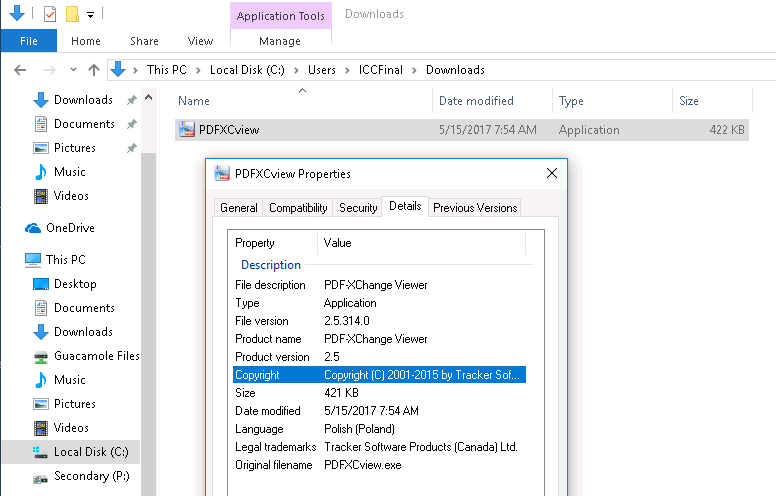 Application Tools
Downloads
File
Home
Share
View
Manage
This PC > Local Disk (C:) > Users > ICCFinal > Downloads
Downloads
Documents
Pictures
Music
Videos
OneDrive
This PC
Desktop
Documents
Downloads
Guacamole Files
Music
Pictures
Videos
Local Disk (C:)
Secondary (P:)
Name Date modified Type Size
PDFXCview 5/15/2017 7:54 AM Application 422 KB
PDFXCview Properties
General Compatibility Security Details Previous Versions
Property Value
Description
File description PDF-XChange Viewer
Type Application
File version 2.5.314.0
Product name PDF-XChange Viewer
Product version 2.5
Copyright Copyright (C) 2001-2015 by Tracker Sof...
Size 421 KB
Date modified 5/15/2017 7:54 AM
Language Polish (Poland)
Legal trademarks Tracker Software Products (Canada) Ltd.
Original filename PDFXCview.exe